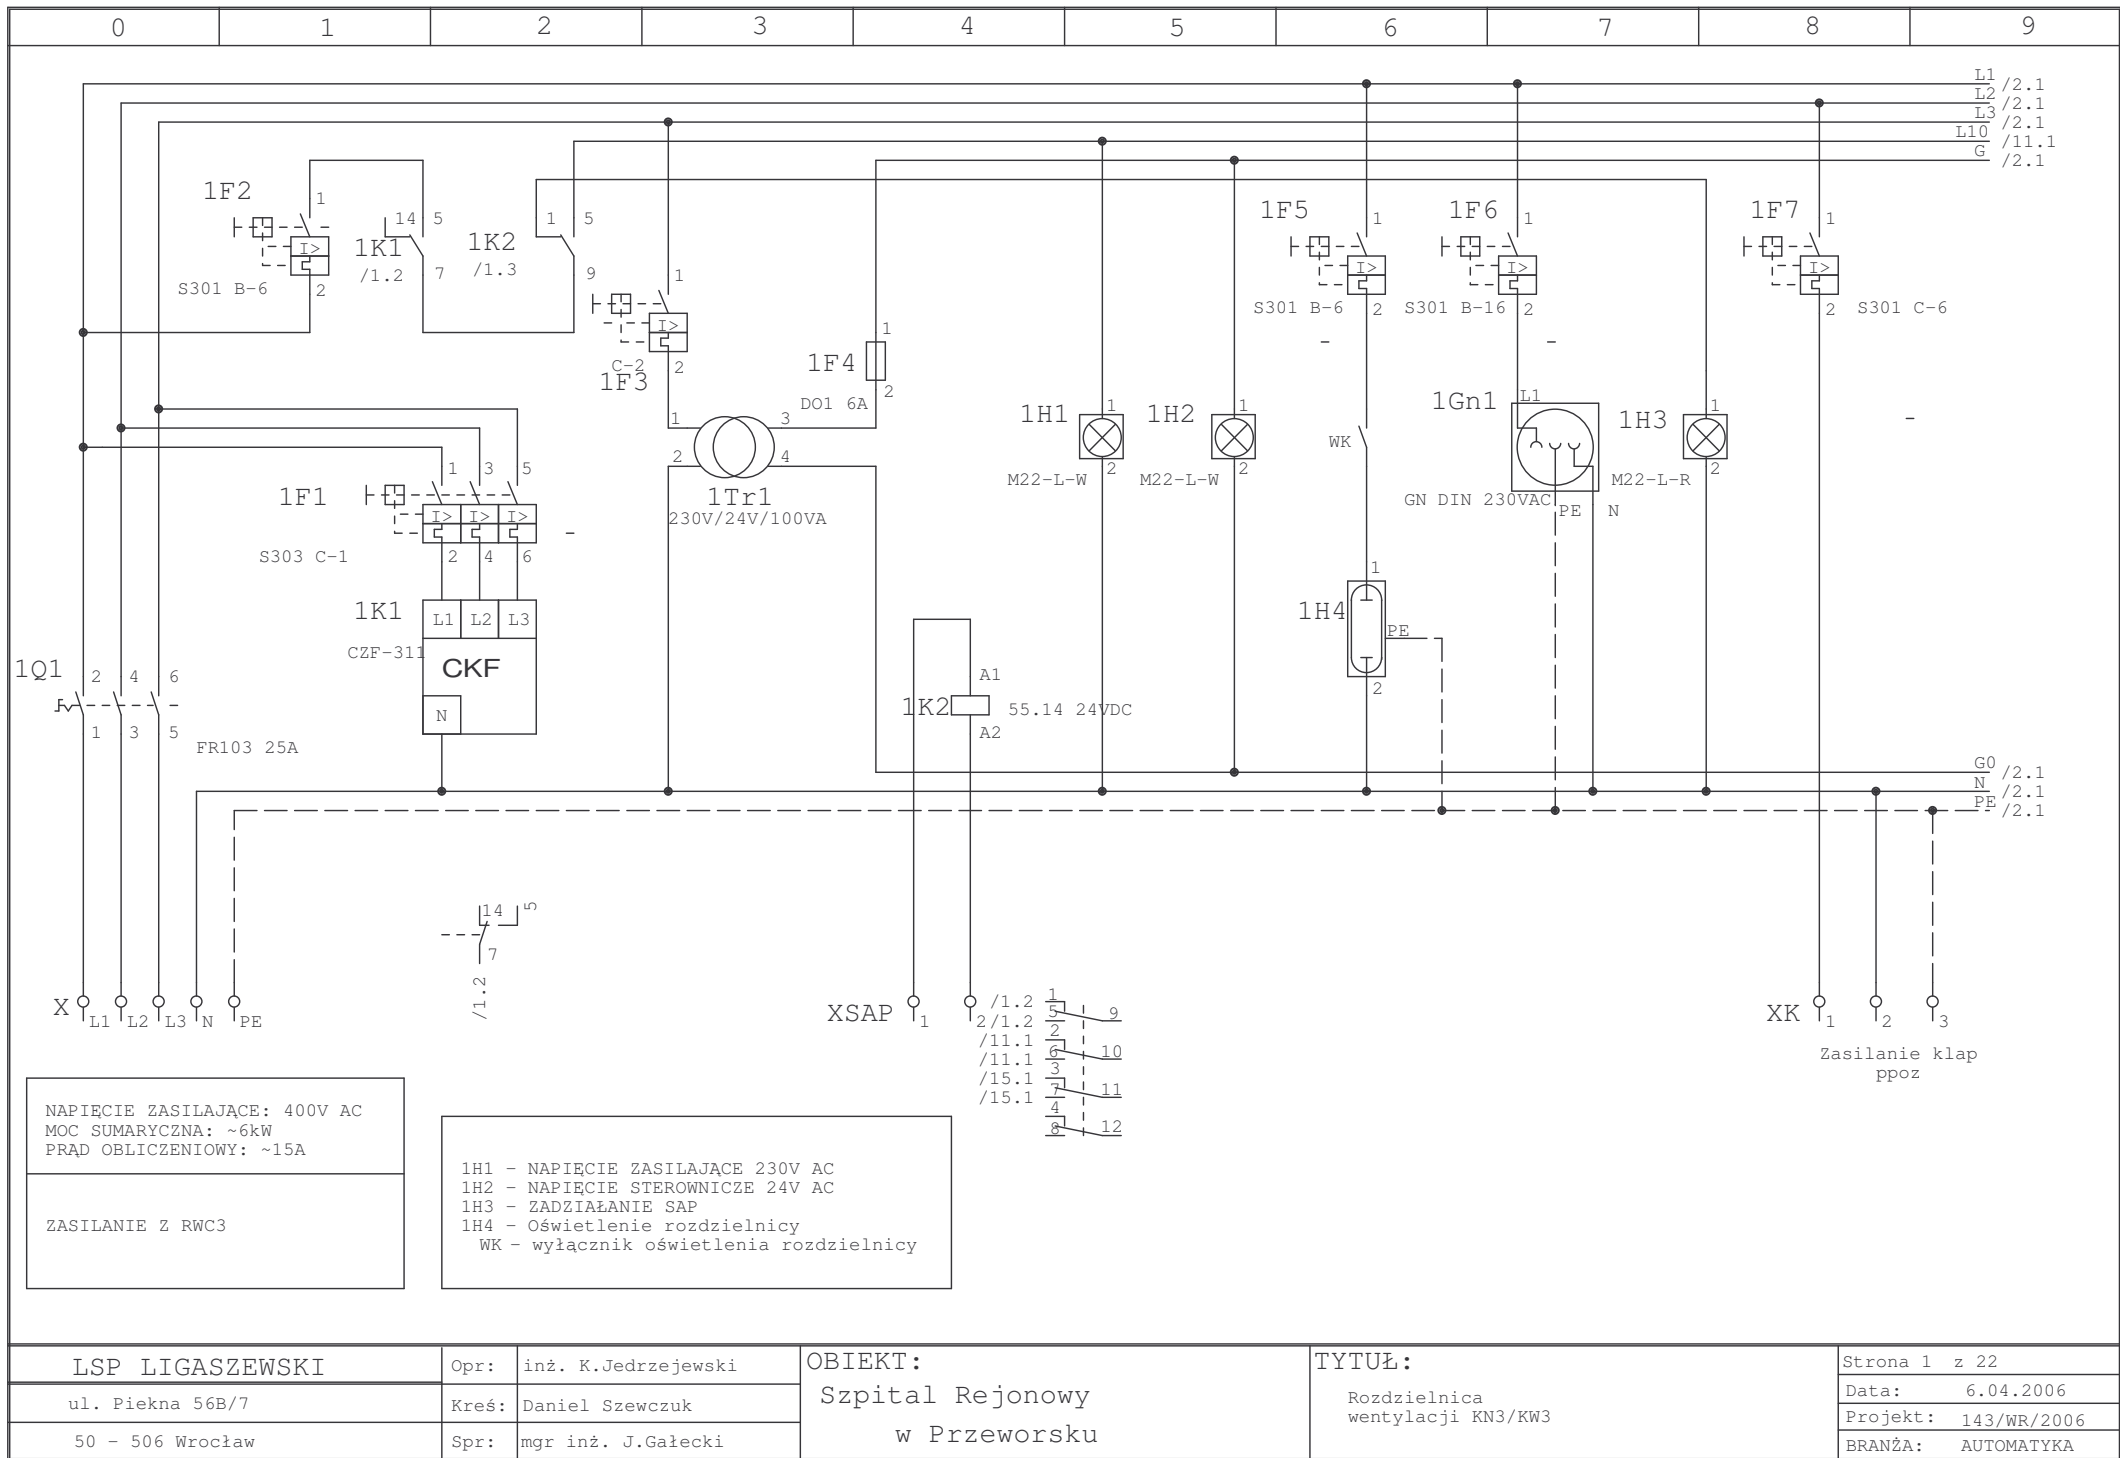 0 1 2 3 4 5 6 7 8 9
L1 /2.1
L2 /2.1
L3 /2.1
L10 /11.1
G /2.1
1F2
1
I>
2
S301 B-6
14 5
1K1
/1.2
7
1 5
1K2
/1.3
9
1
I>
C-2
2
1F3
1
1F4
2
DO1 6A
1 3
2 4
1Tr1
230V/24V/100VA
1H1
1
2
M22-L-W
1H2
1
2
M22-L-W
1F5
1
I>
S301 B-6 2
-
WK
1F6
1
I>
S301 B-16 2
-
1Gn1
L1
GN DIN 230VAC
PE N
1H3
1
2
M22-L-R
1F7
1
I>
2 S301 C-6
-
1 3 5
1F1
I> I> I>
-
S303 C-1
2 4 6
1K1
L1 L2 L3
CZF-311
CKF
N
1Q1
2 4 6
1 3 5
FR103 25A
1
1H4
PE
2
A1
1K2
55.14 24VDC
A2
G0 /2.1
N /2.1
PE /2.1
14 5
7
/1.2
X
L1 L2 L3 N PE
XSAP
1 2
/1.2 1
/1.2 5 9
/11.1 2
/11.1 6 10
/15.1 3
/15.1 7 11
4
8 12
XK
1 2 3
Zasilanie klap
ppoz
NAPIĘCIE ZASILAJĄCE: 400V AC
MOC SUMARYCZNA: ~6kW
PRĄD OBLICZENIOWY: ~15A
ZASILANIE Z RWC3
1H1 - NAPIĘCIE ZASILAJĄCE 230V AC
1H2 - NAPIĘCIE STEROWNICZE 24V AC
1H3 - ZADZIAŁANIE SAP
1H4 - Oświetlenie rozdzielnicy
WK - wyłącznik oświetlenia rozdzielnicy
LSP LIGASZEWSKI
ul. Piekna 56B/7
50 - 506 Wrocław
Opr: inż. K.Jedrzejewski
Kreś: Daniel Szewczuk
Spr: mgr inż. J.Gałecki
OBIEKT:
Szpital Rejonowy
w Przeworsku
TYTUŁ:
Rozdzielnica
wentylacji KN3/KW3
Strona 1 z 22
Data: 6.04.2006
Projekt: 143/WR/2006
BRANŻA: AUTOMATYKA